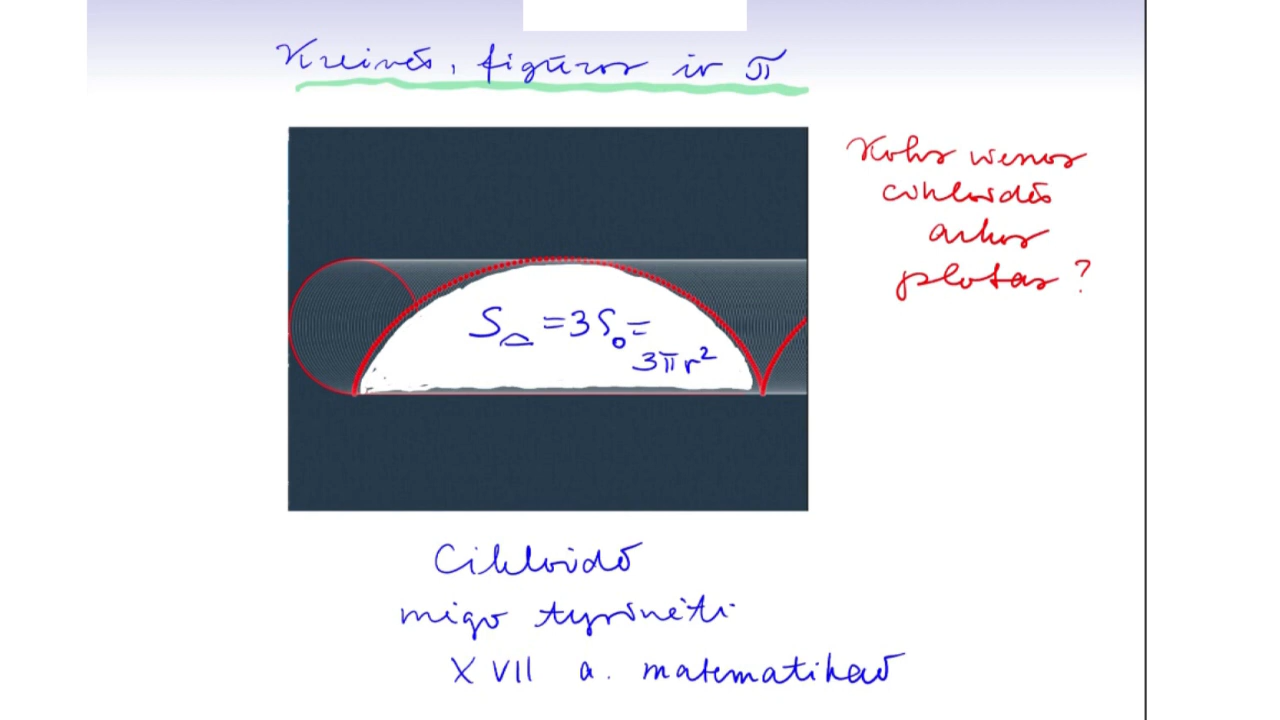 Kreivės, figūros ir π
Koks vienos
cikloidės
arkos
plotas?
S⌓ = 3S○ =
3πr²
Cikloidę
mėgo tyrinėti
XVII a. matematikai